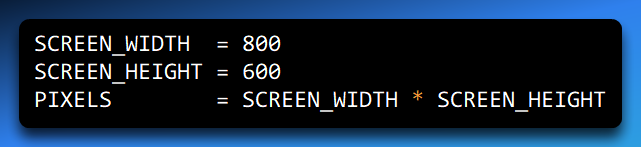 SCREEN_WIDTH  = 800
SCREEN_HEIGHT = 600
PIXELS        = SCREEN_WIDTH * SCREEN_HEIGHT